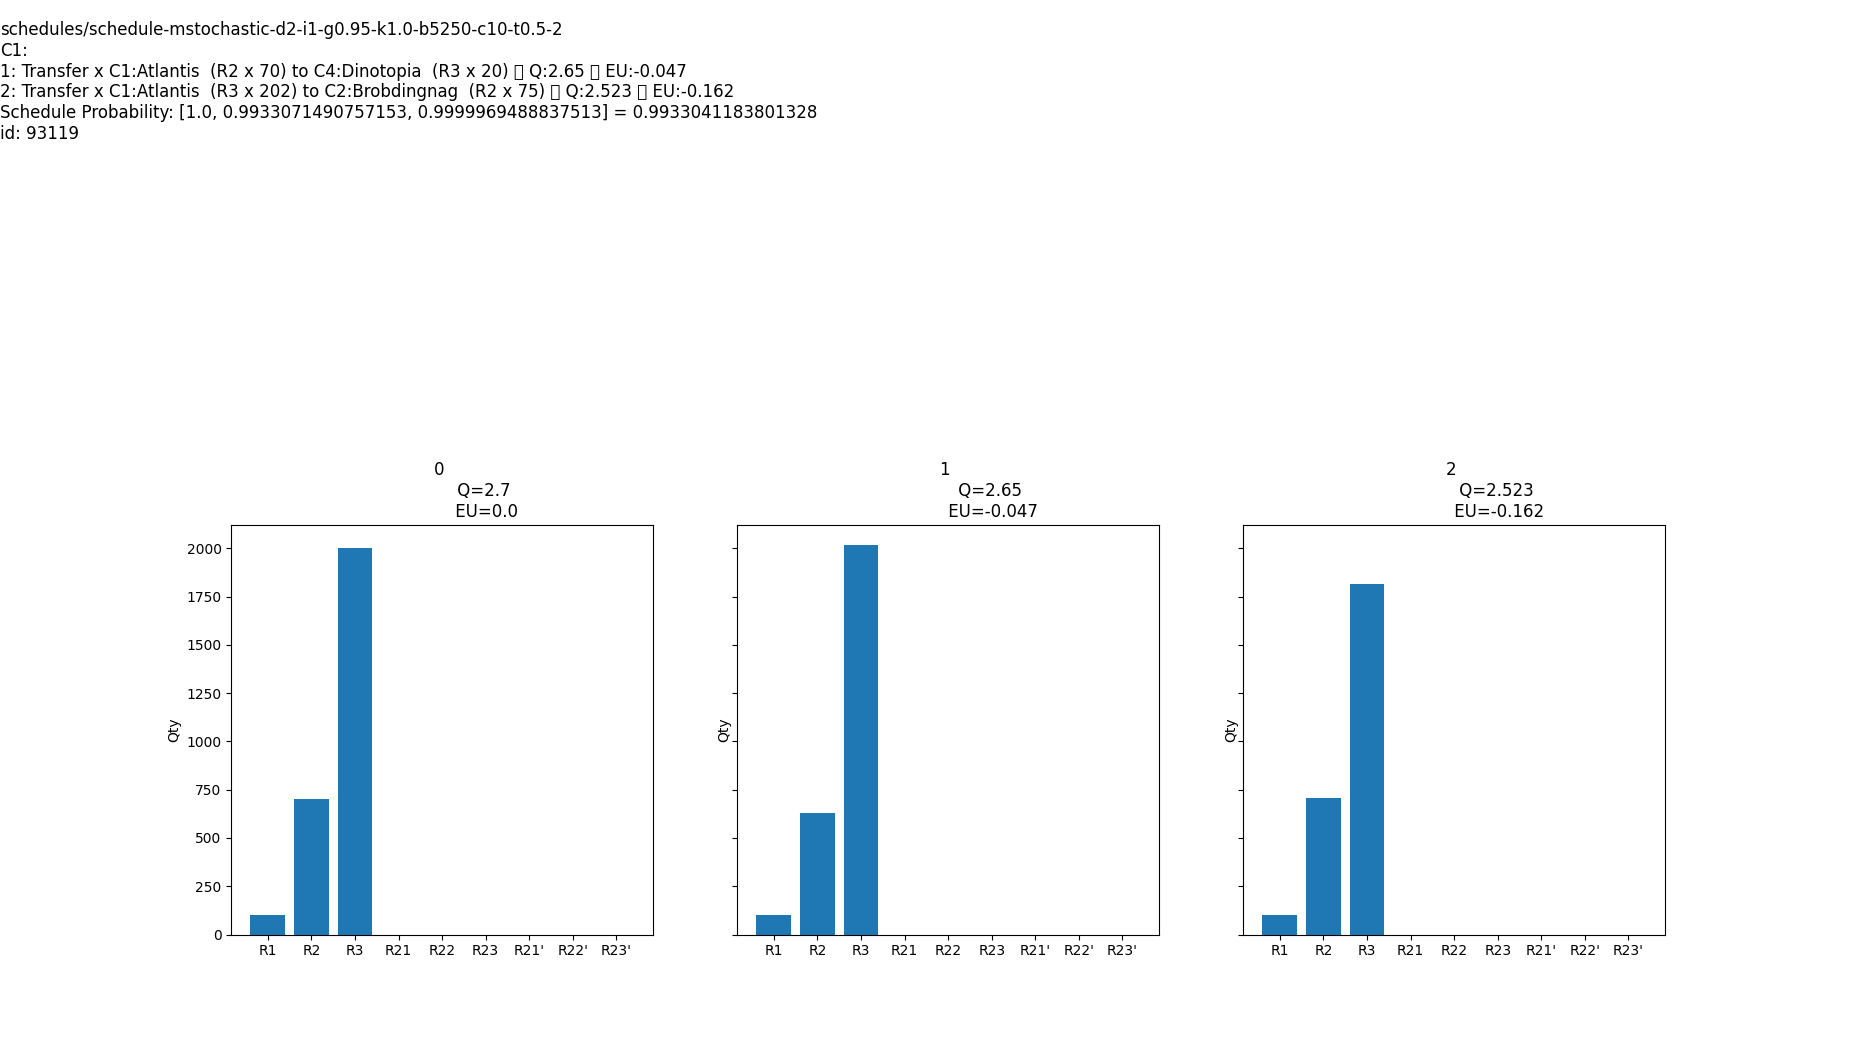 schedules/schedule-mstochastic-d2-i1-g0.95-k1.0-b5250-c10-t0.5-2
C1:
1: Transfer x C1:Atlantis  (R2 x 70) to C4:Dinotopia  (R3 x 20) ▯ Q:2.65 ▯ EU:-0.047
2: Transfer x C1:Atlantis  (R3 x 202) to C2:Brobdingnag  (R2 x 75) ▯ Q:2.523 ▯ EU:-0.162
Schedule Probability: [1.0, 0.9933071490757153, 0.9999969488837513] = 0.9933041183801328
id: 93119
0
Q=2.7
EU=0.0
2000
1750
1500
1250
1000
750
500
250
0
Qty
R1 R2 R3 R21 R22 R23 R21' R22' R23'
1
Q=2.65
EU=-0.047
Qty
R1 R2 R3 R21 R22 R23 R21' R22' R23'
2
Q=2.523
EU=-0.162
Qty
R1 R2 R3 R21 R22 R23 R21' R22' R23'